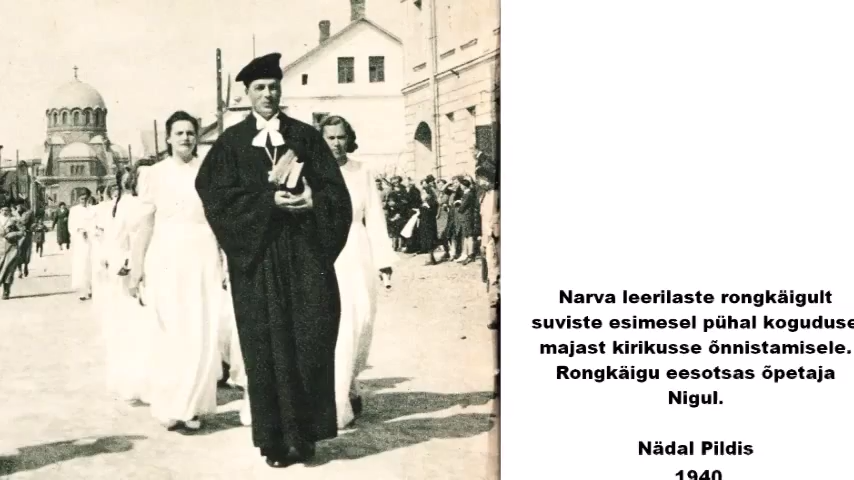 Narva leerilaste rongkäigult
suviste esimesel pühal koguduse
majast kirikusse õnnistamisele.
Rongkäigu eesotsas õpetaja
Nigul.
Nädal Pildis
1940